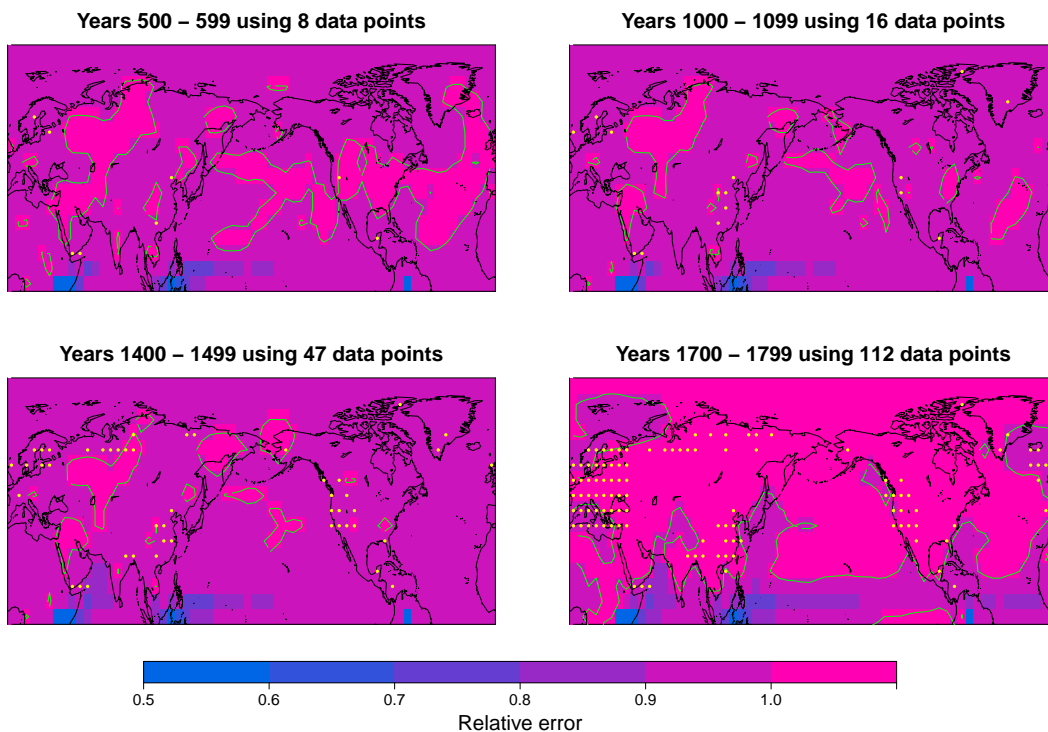 Years 500 – 599 using 8 data points
Years 1000 – 1099 using 16 data points
Years 1400 – 1499 using 47 data points
Years 1700 – 1799 using 112 data points
0.5 0.6 0.7 0.8 0.9 1.0
Relative error